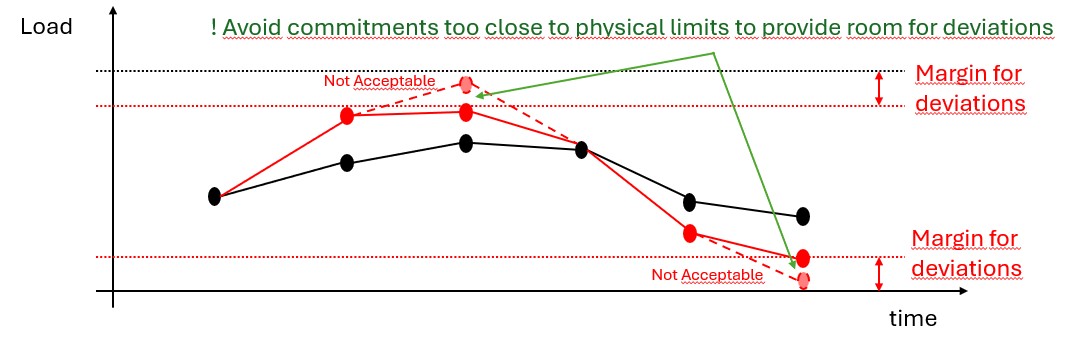 Load
! Avoid commitments too close to physical limits to provide room for deviations
Not Acceptable
Margin for
deviations
Margin for
deviations
Not Acceptable
time